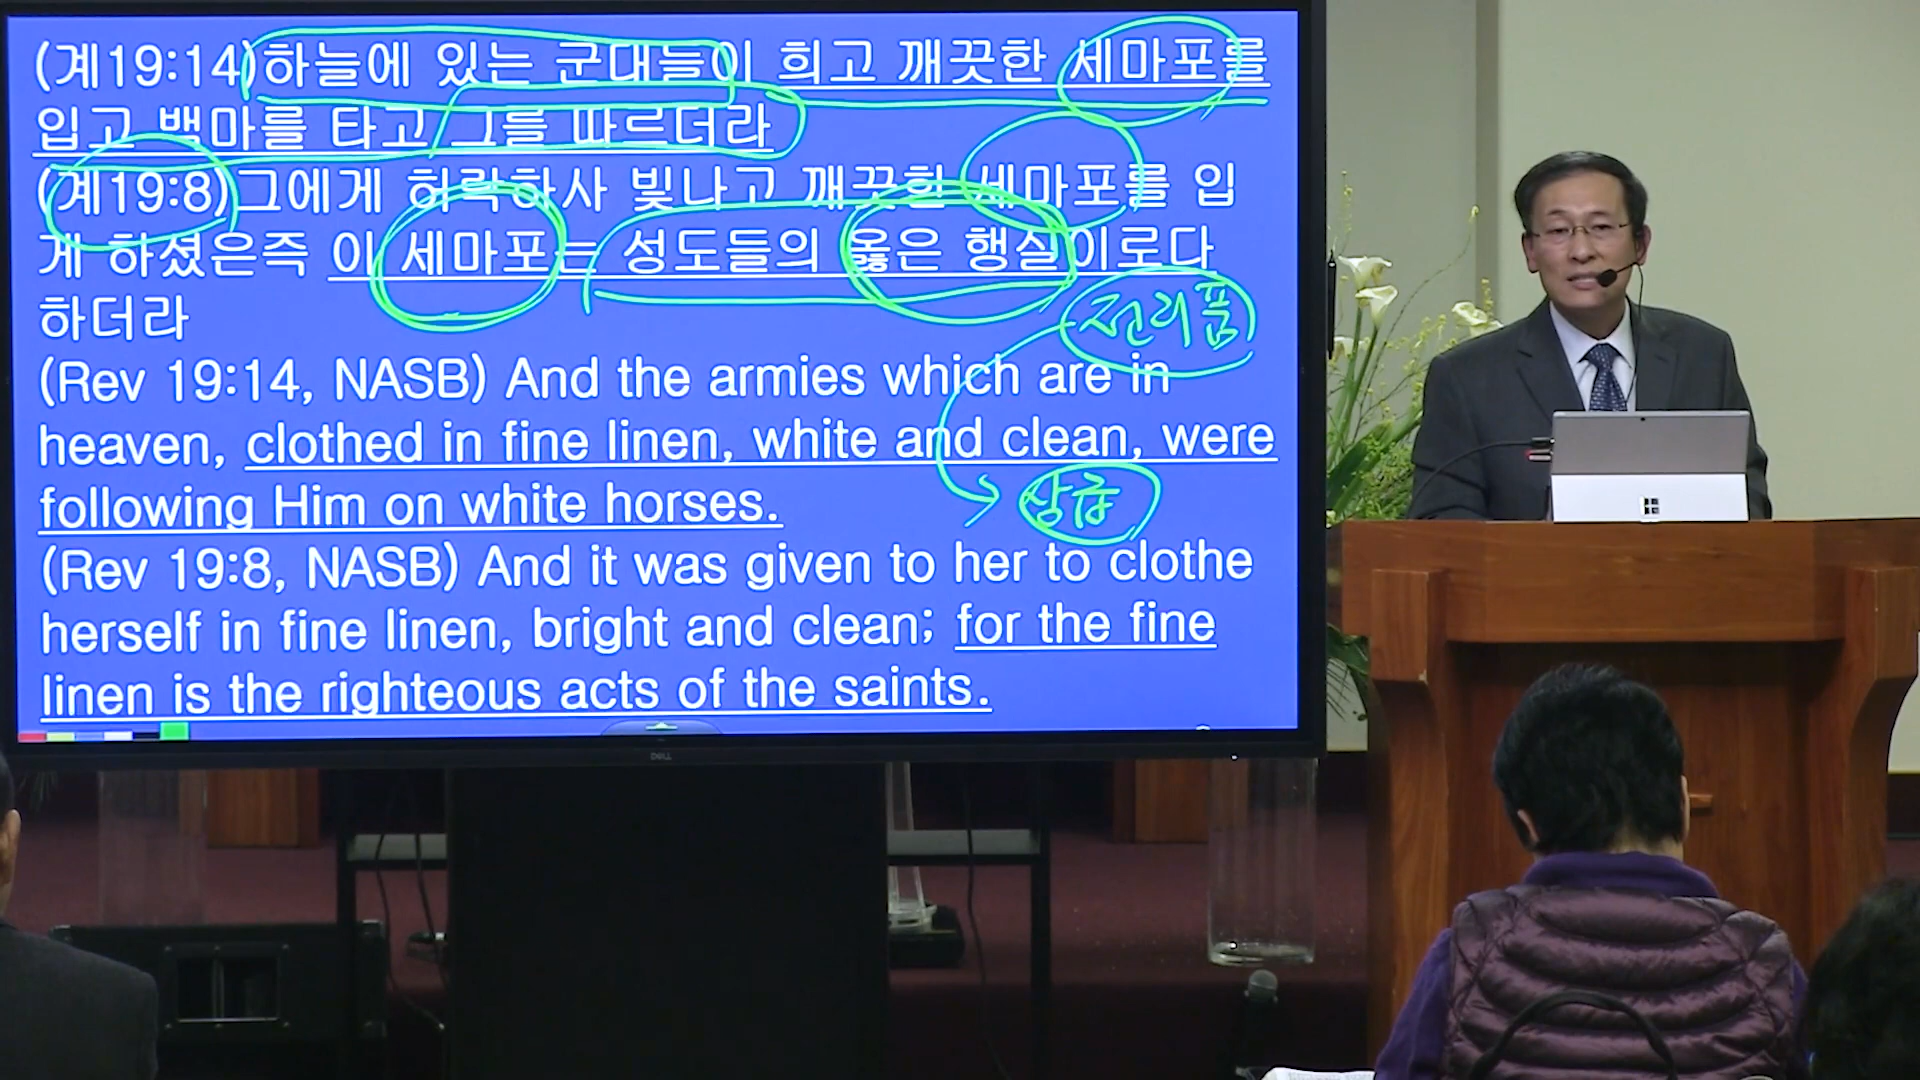 (계19:14)하늘에 있는 군대들이 희고 깨끗한 세마포를
입고 백마를 타고 그를 따르더라
(계19:8)그에게 허락하사 빛나고 깨끗한 세마포를 입
게 하셨은즉 이 세마포는 성도들의 옳은 행실이로다
하더라
전리품
(Rev 19:14, NASB) And the armies which are in
heaven, clothed in fine linen, white and clean, were
following Him on white horses.
상급
(Rev 19:8, NASB) And it was given to her to clothe
herself in fine linen, bright and clean; for the fine
linen is the righteous acts of the saints.
DELL